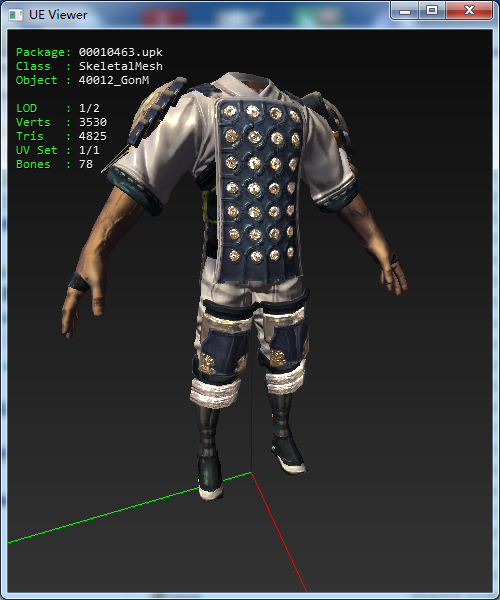 UE Viewer
Package: 00010463.upk
Class : SkeletalMesh
Object : 40012_GonM
LOD : 1/2
Verts : 3530
Tris : 4825
UV Set : 1/1
Bones : 78